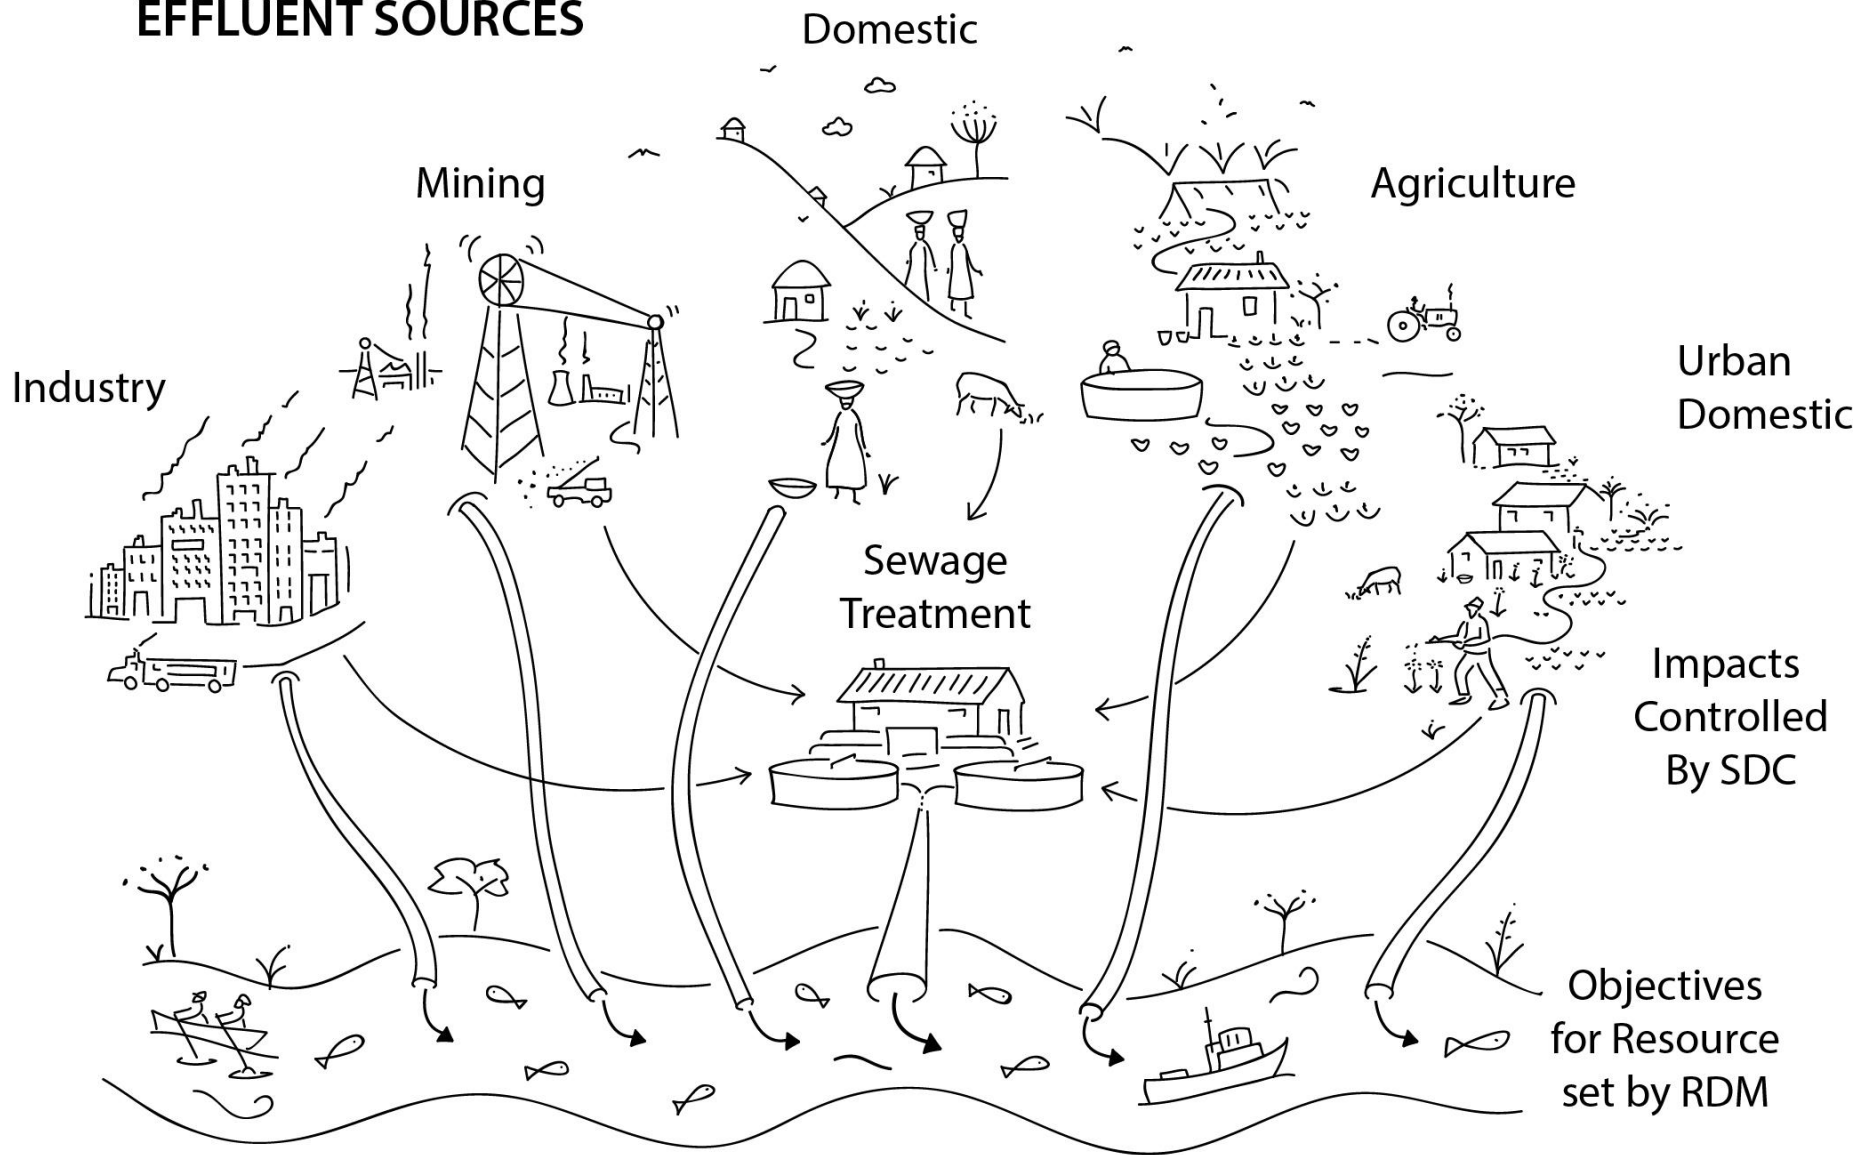 EFFLUENT SOURCES
Domestic
Mining
Agriculture
Industry
Urban
Domestic
Sewage
Treatment
Impacts
Controlled
By SDC
Objectives
for Resource
set by RDM